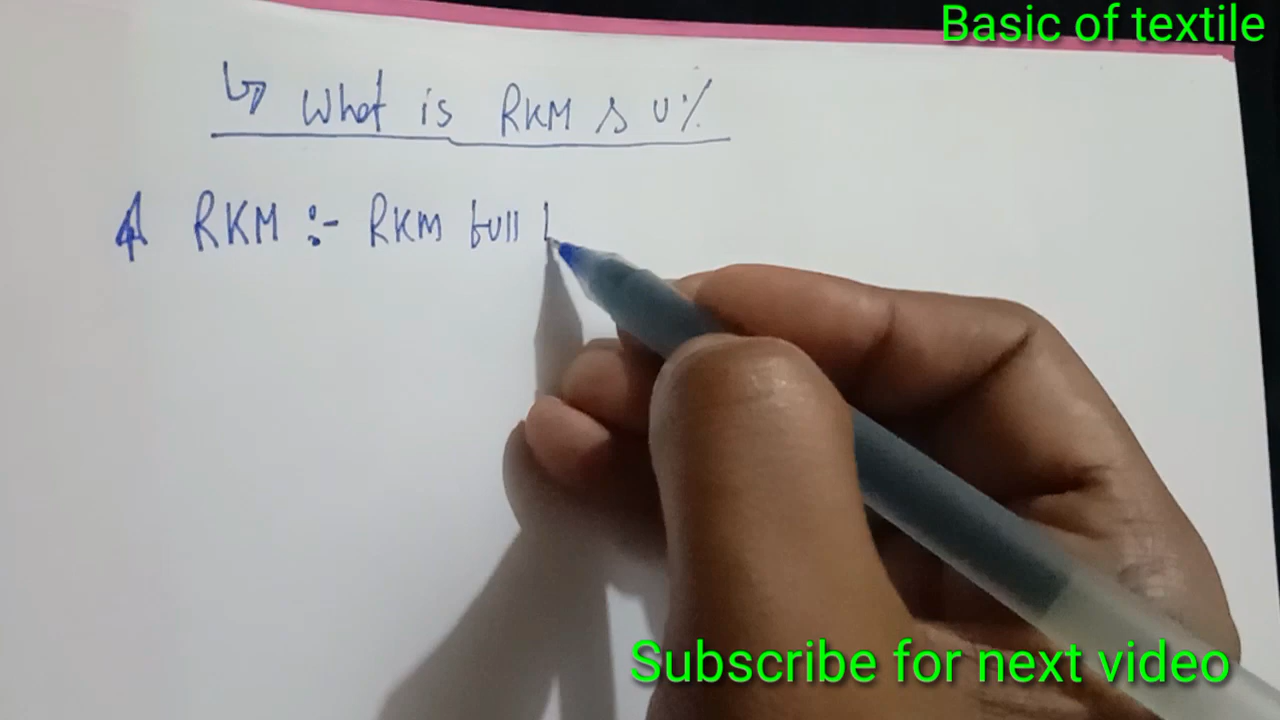 Basic of textile
What is RKM & U%
RKM :- RKM full
Subscribe for next video